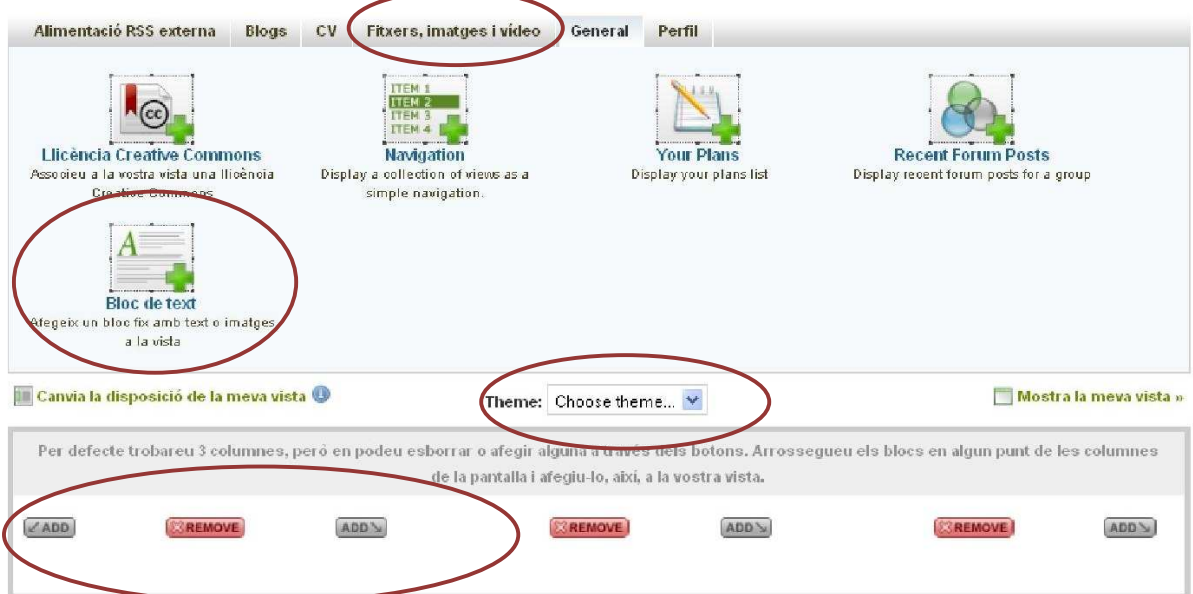 Alimentació RSS externa Blogs CV Fitxers, imatges i vídeo General Perfil
ITEM 1
ITEM 2
ITEM 3
ITEM 4
cc
Llicència Creative Commons
Associeu a la vostra vista una llicència
Creative Commons
Navigation
Display a collection of views as a
simple navigation.
Your Plans
Display your plans list
Recent Forum Posts
Display recent forum posts for a group
A
Bloc de text
Afegeix un bloc fix amb text o imatges
a la vista
Canvia la disposició de la meva vista i
Theme: Choose theme...
Mostra la meva vista »
Per defecte trobareu 3 columnes, però en podeu esborrar o afegir alguna a través dels botons. Arrossegueu els blocs en algun punt de les columnes
de la pantalla i afegiu-lo, així, a la vostra vista.
ADD REMOVE ADD REMOVE ADD REMOVE ADD